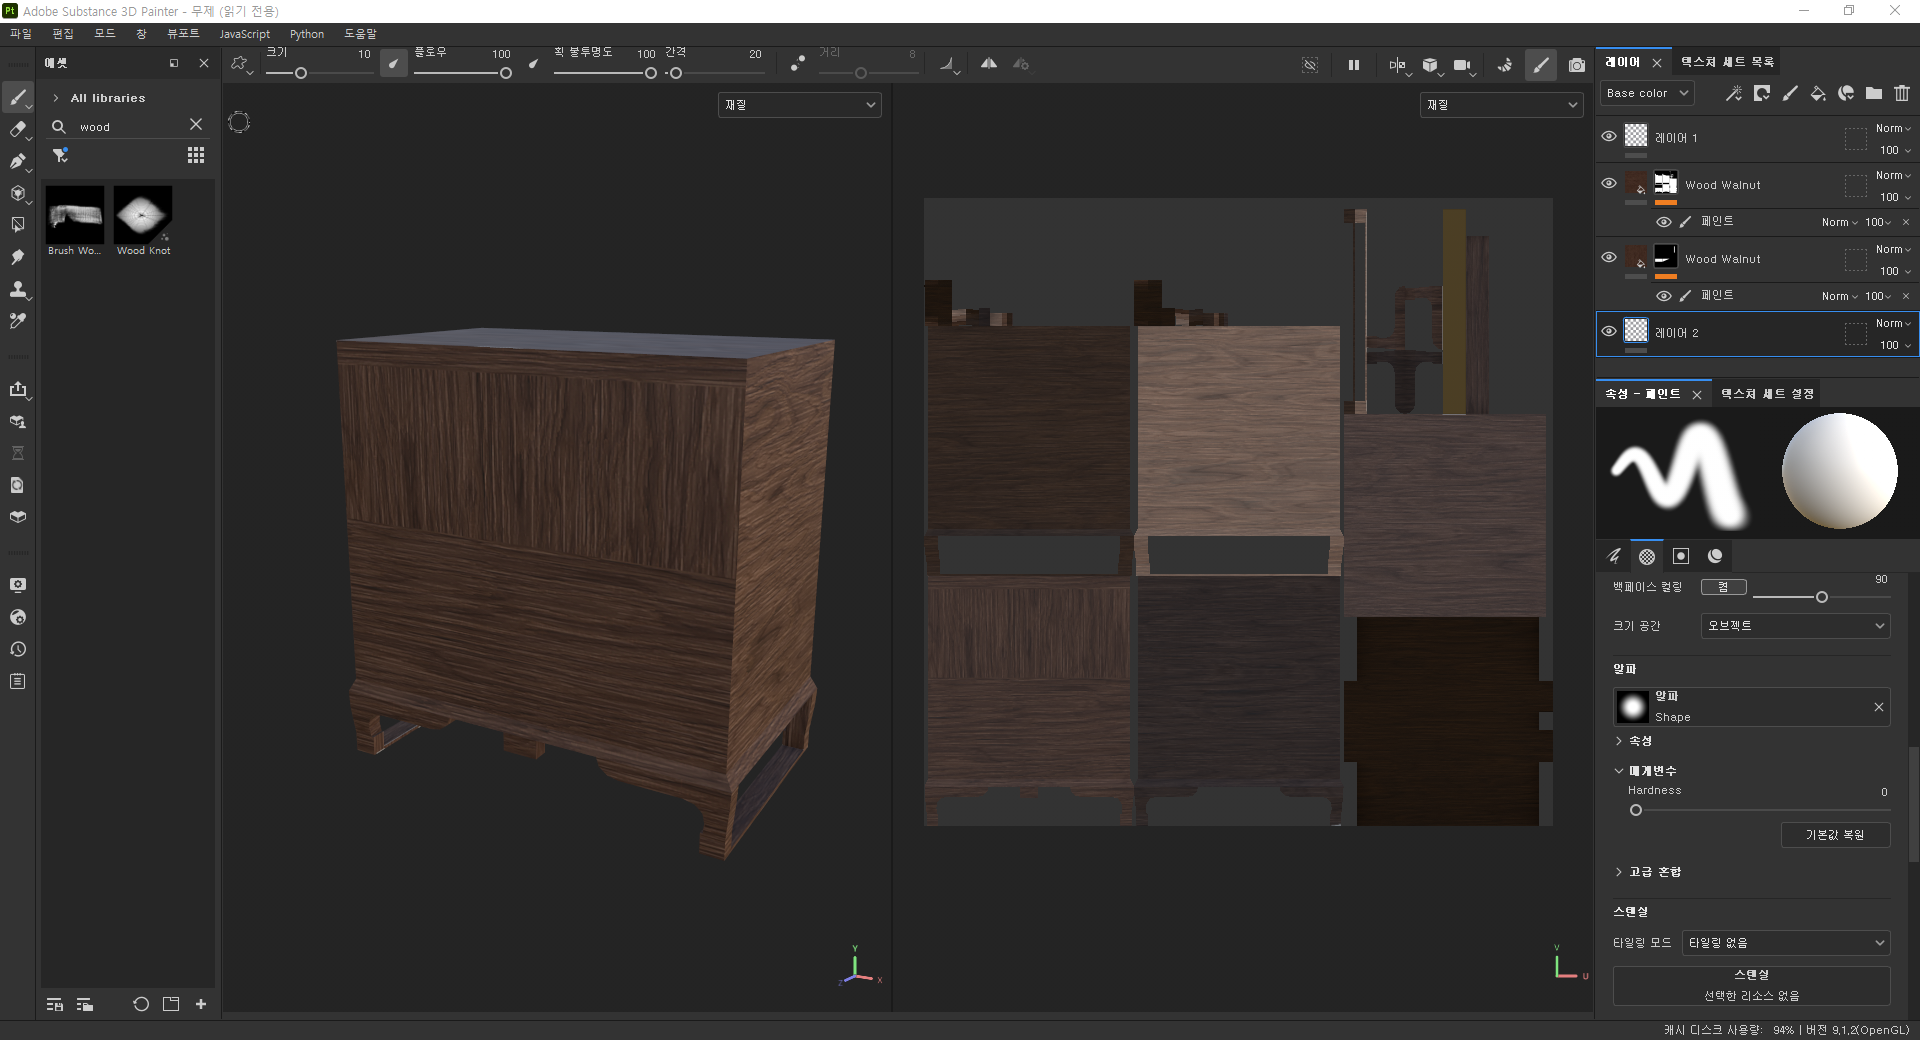 Pt Adobe Substance 3D Painter - 무제 (읽기 전용)
파일 편집 모드 창 뷰포트 JavaScript Python 도움말
에셋
크기 10
플로우 100
획 불투명도 100
간격 20
거리 8
All libraries
wood
Brush Wo...
Wood Knot
재질
재질
Y
X
Z
V
U
레이어
텍스처 세트 목록
Base color
레이어 1
Norm
100
Wood Walnut
Norm
100
페인트 Norm 100
Wood Walnut
Norm
100
페인트 Norm 100
레이어 2
Norm
100
속성 - 페인트
텍스처 세트 설정
백페이스 컬링 켬 90
크기 공간 오브젝트
알파
알파
Shape
속성
매개변수
Hardness 0
기본값 복원
고급 혼합
스텐실
타일링 모드 타일링 없음
스텐실
선택한 리소스 없음
캐시 디스크 사용량: 94% | 버전 9.1.2(OpenGL)